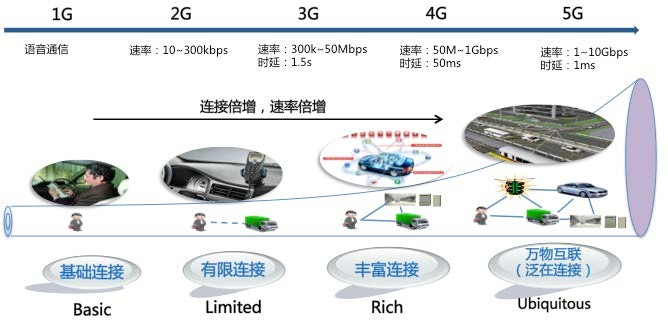 1G 2G 3G 4G 5G
语音通信
速率：10~300kbps
速率：300k~50Mbps
时延：1.5s
速率：50M~1Gbps
时延：50ms
速率：1~10Gbps
时延：1ms
连接倍增，速率倍增
基础连接
Basic
有限连接
Limited
丰富连接
Rich
万物互联
（泛在连接）
Ubiquitous